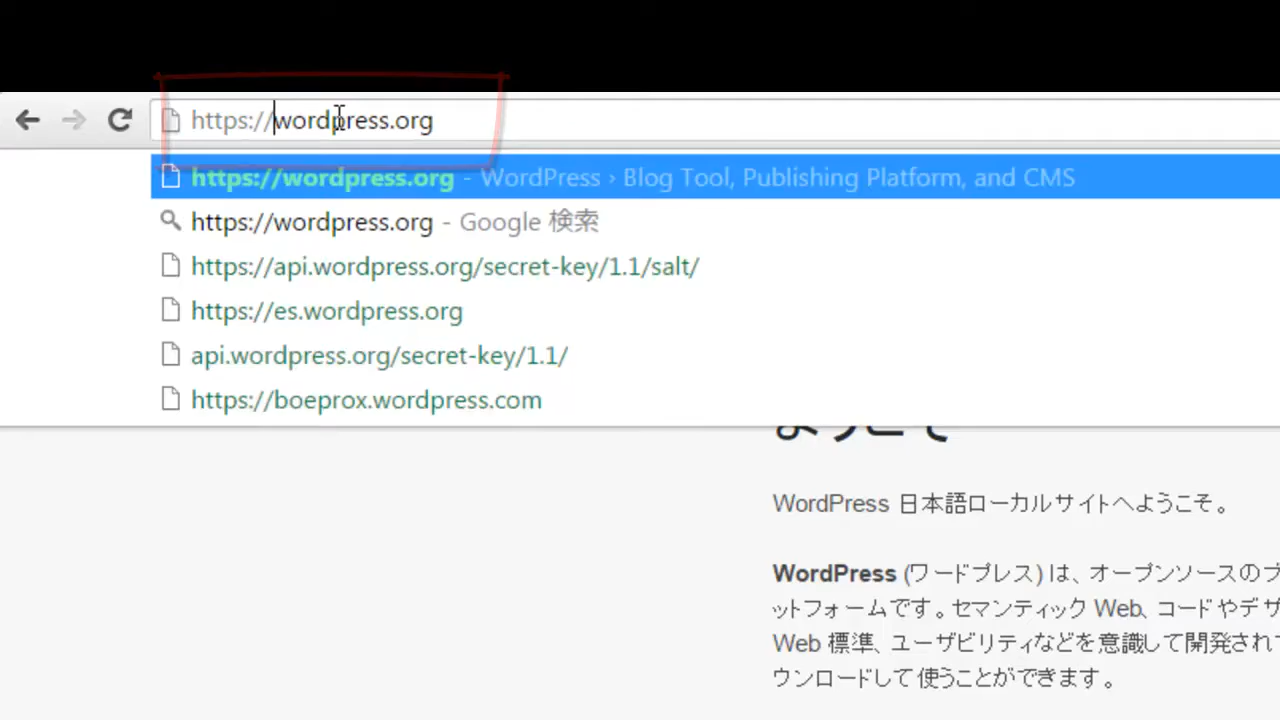 https://wordpress.org
https://wordpress.org - WordPress › Blog Tool, Publishing Platform, and CMS
https://wordpress.org - Google 検索
https://api.wordpress.org/secret-key/1.1/salt/
https://es.wordpress.org
api.wordpress.org/secret-key/1.1/
https://boeprox.wordpress.com
ようこそ
WordPress 日本語ローカルサイトへようこそ。
WordPress (ワードプレス) は、オープンソースのブ
ットフォームです。セマンティック Web、コードやデザ
Web 標準、ユーザビリティなどを意識して開発されて
ウンロードして使うことができます。